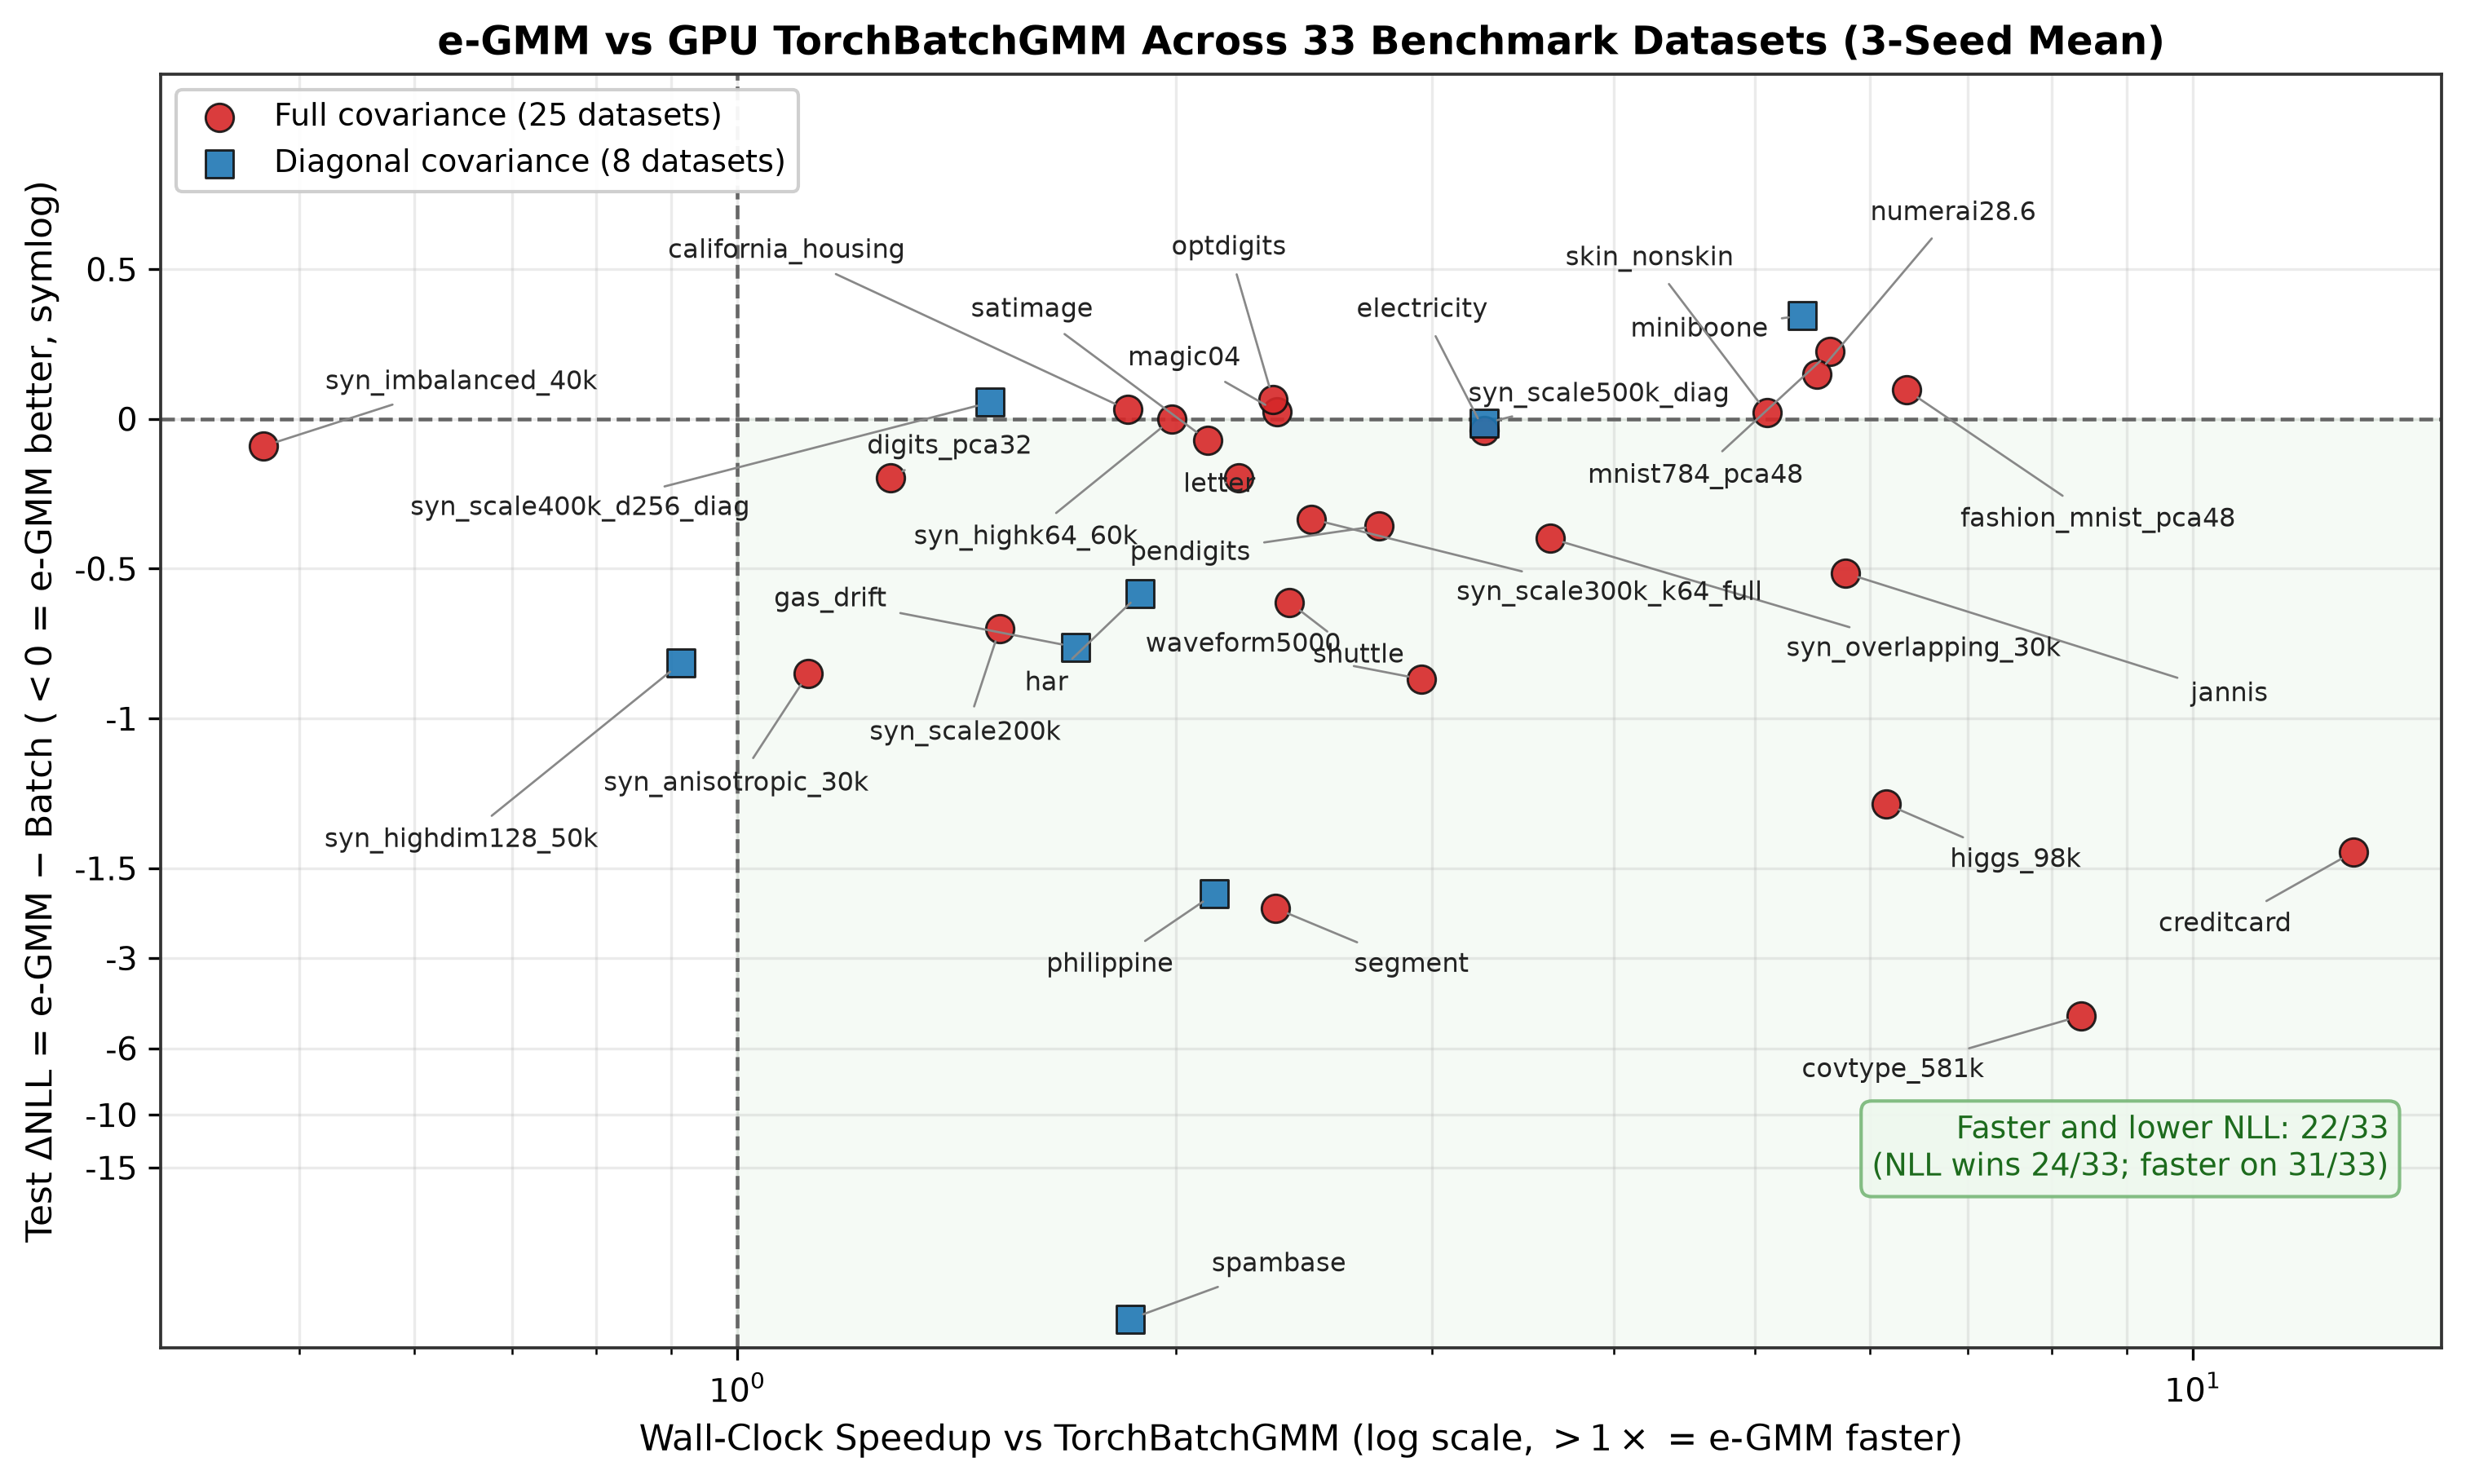 e-GMM vs GPU TorchBatchGMM Across 33 Benchmark Datasets (3-Seed Mean)
Full covariance (25 datasets)
Diagonal covariance (8 datasets)
Test ΔNLL = e-GMM − Batch ( < 0 = e-GMM better, symlog)
0.5
0
-0.5
-1
-1.5
-3
-6
-10
-15
numerai28.6
california_housing
optdigits
skin_nonskin
satimage
electricity
miniboone
magic04
syn_imbalanced_40k
syn_scale500k_diag
digits_pca32
mnist784_pca48
letter
syn_scale400k_d256_diag
fashion_mnist_pca48
syn_highk64_60k
pendigits
syn_scale300k_k64_full
gas_drift
waveform5000
shuttle
syn_overlapping_30k
har
jannis
syn_scale200k
syn_anisotropic_30k
syn_highdim128_50k
higgs_98k
creditcard
philippine
segment
covtype_581k
Faster and lower NLL: 22/33
(NLL wins 24/33; faster on 31/33)
spambase
10⁰
10¹
Wall-Clock Speedup vs TorchBatchGMM (log scale, > 1 × = e-GMM faster)